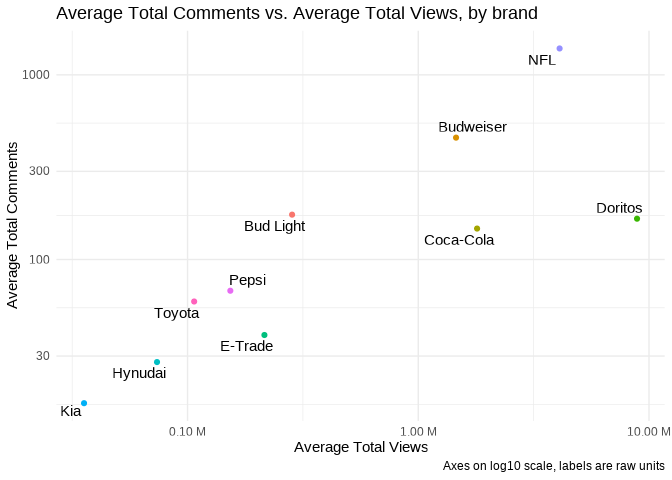 Average Total Comments vs. Average Total Views, by brand
NFL
1000
Budweiser
300
Doritos
Bud Light
Coca-Cola
100
Pepsi
Toyota
E-Trade
30
Hynudai
Kia
Average Total Comments
0.10 M
1.00 M
10.00 M
Average Total Views
Axes on log10 scale, labels are raw units